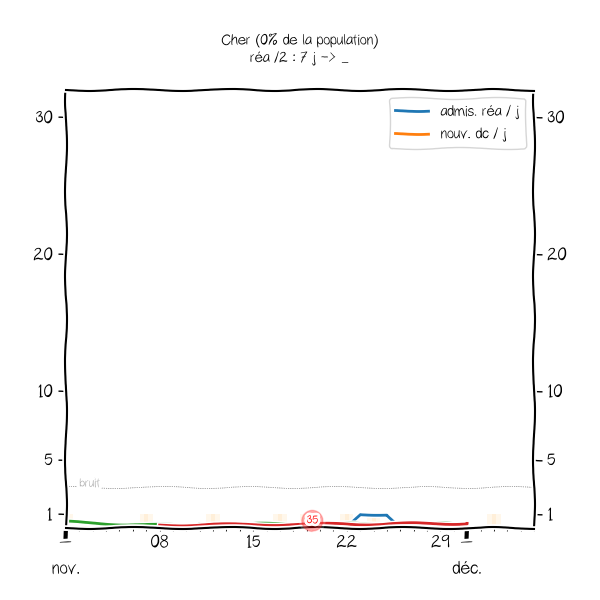 Cher (0% de la population)
réa /2 : 7 j -> _
admis. réa / j
nouv. dc / j
30
30
20
20
10
10
5
5
bruit
1
1
35
08
15
22
29
nov.
déc.